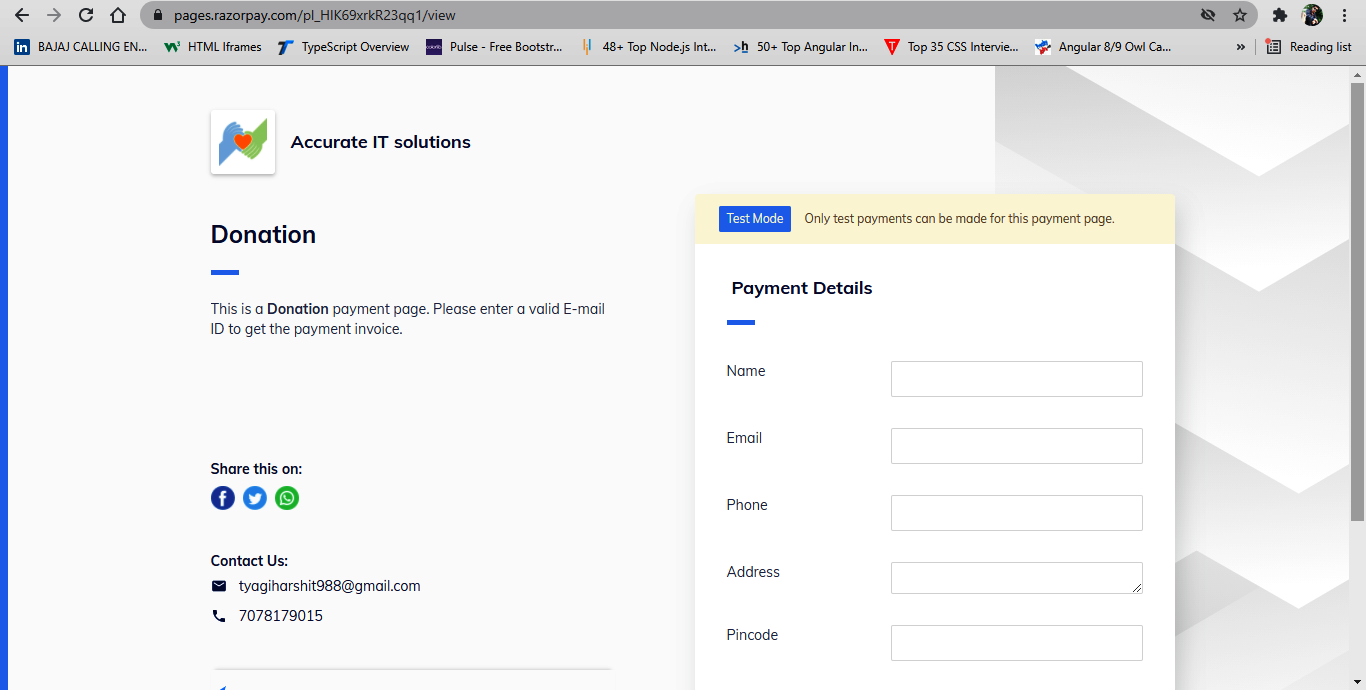 pages.razorpay.com/pl_HIK69xrkR23qq1/view
BAJAJ CALLING EN...
HTML Iframes
TypeScript Overview
Pulse - Free Bootstr...
48+ Top Node.js Int...
50+ Top Angular In...
Top 35 CSS Intervie...
Angular 8/9 Owl Ca...
»
Reading list
Accurate IT solutions
Donation
This is a Donation payment page. Please enter a valid E-mail
ID to get the payment invoice.
Share this on:
Contact Us:
tyagiharshit988@gmail.com
7078179015
Test Mode
Only test payments can be made for this payment page.
Payment Details
Name
Email
Phone
Address
Pincode